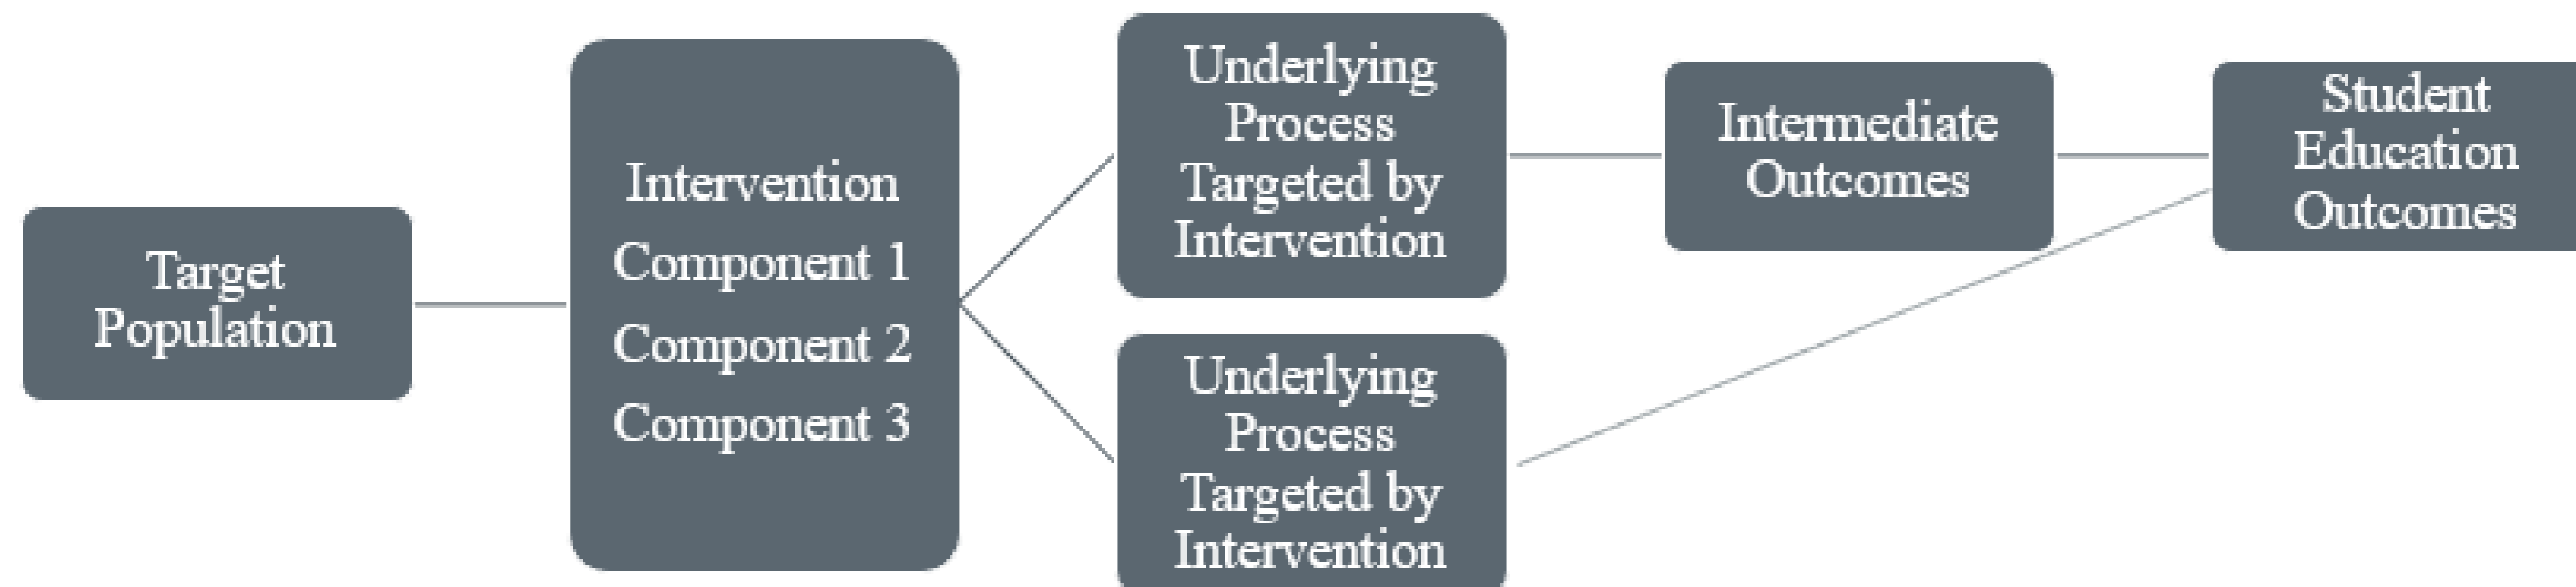 Target
Population
Intervention
Component 1
Component 2
Component 3
Underlying
Process
Targeted by
Intervention
Underlying
Process
Targeted by
Intervention
Intermediate
Outcomes
Student
Education
Outcomes